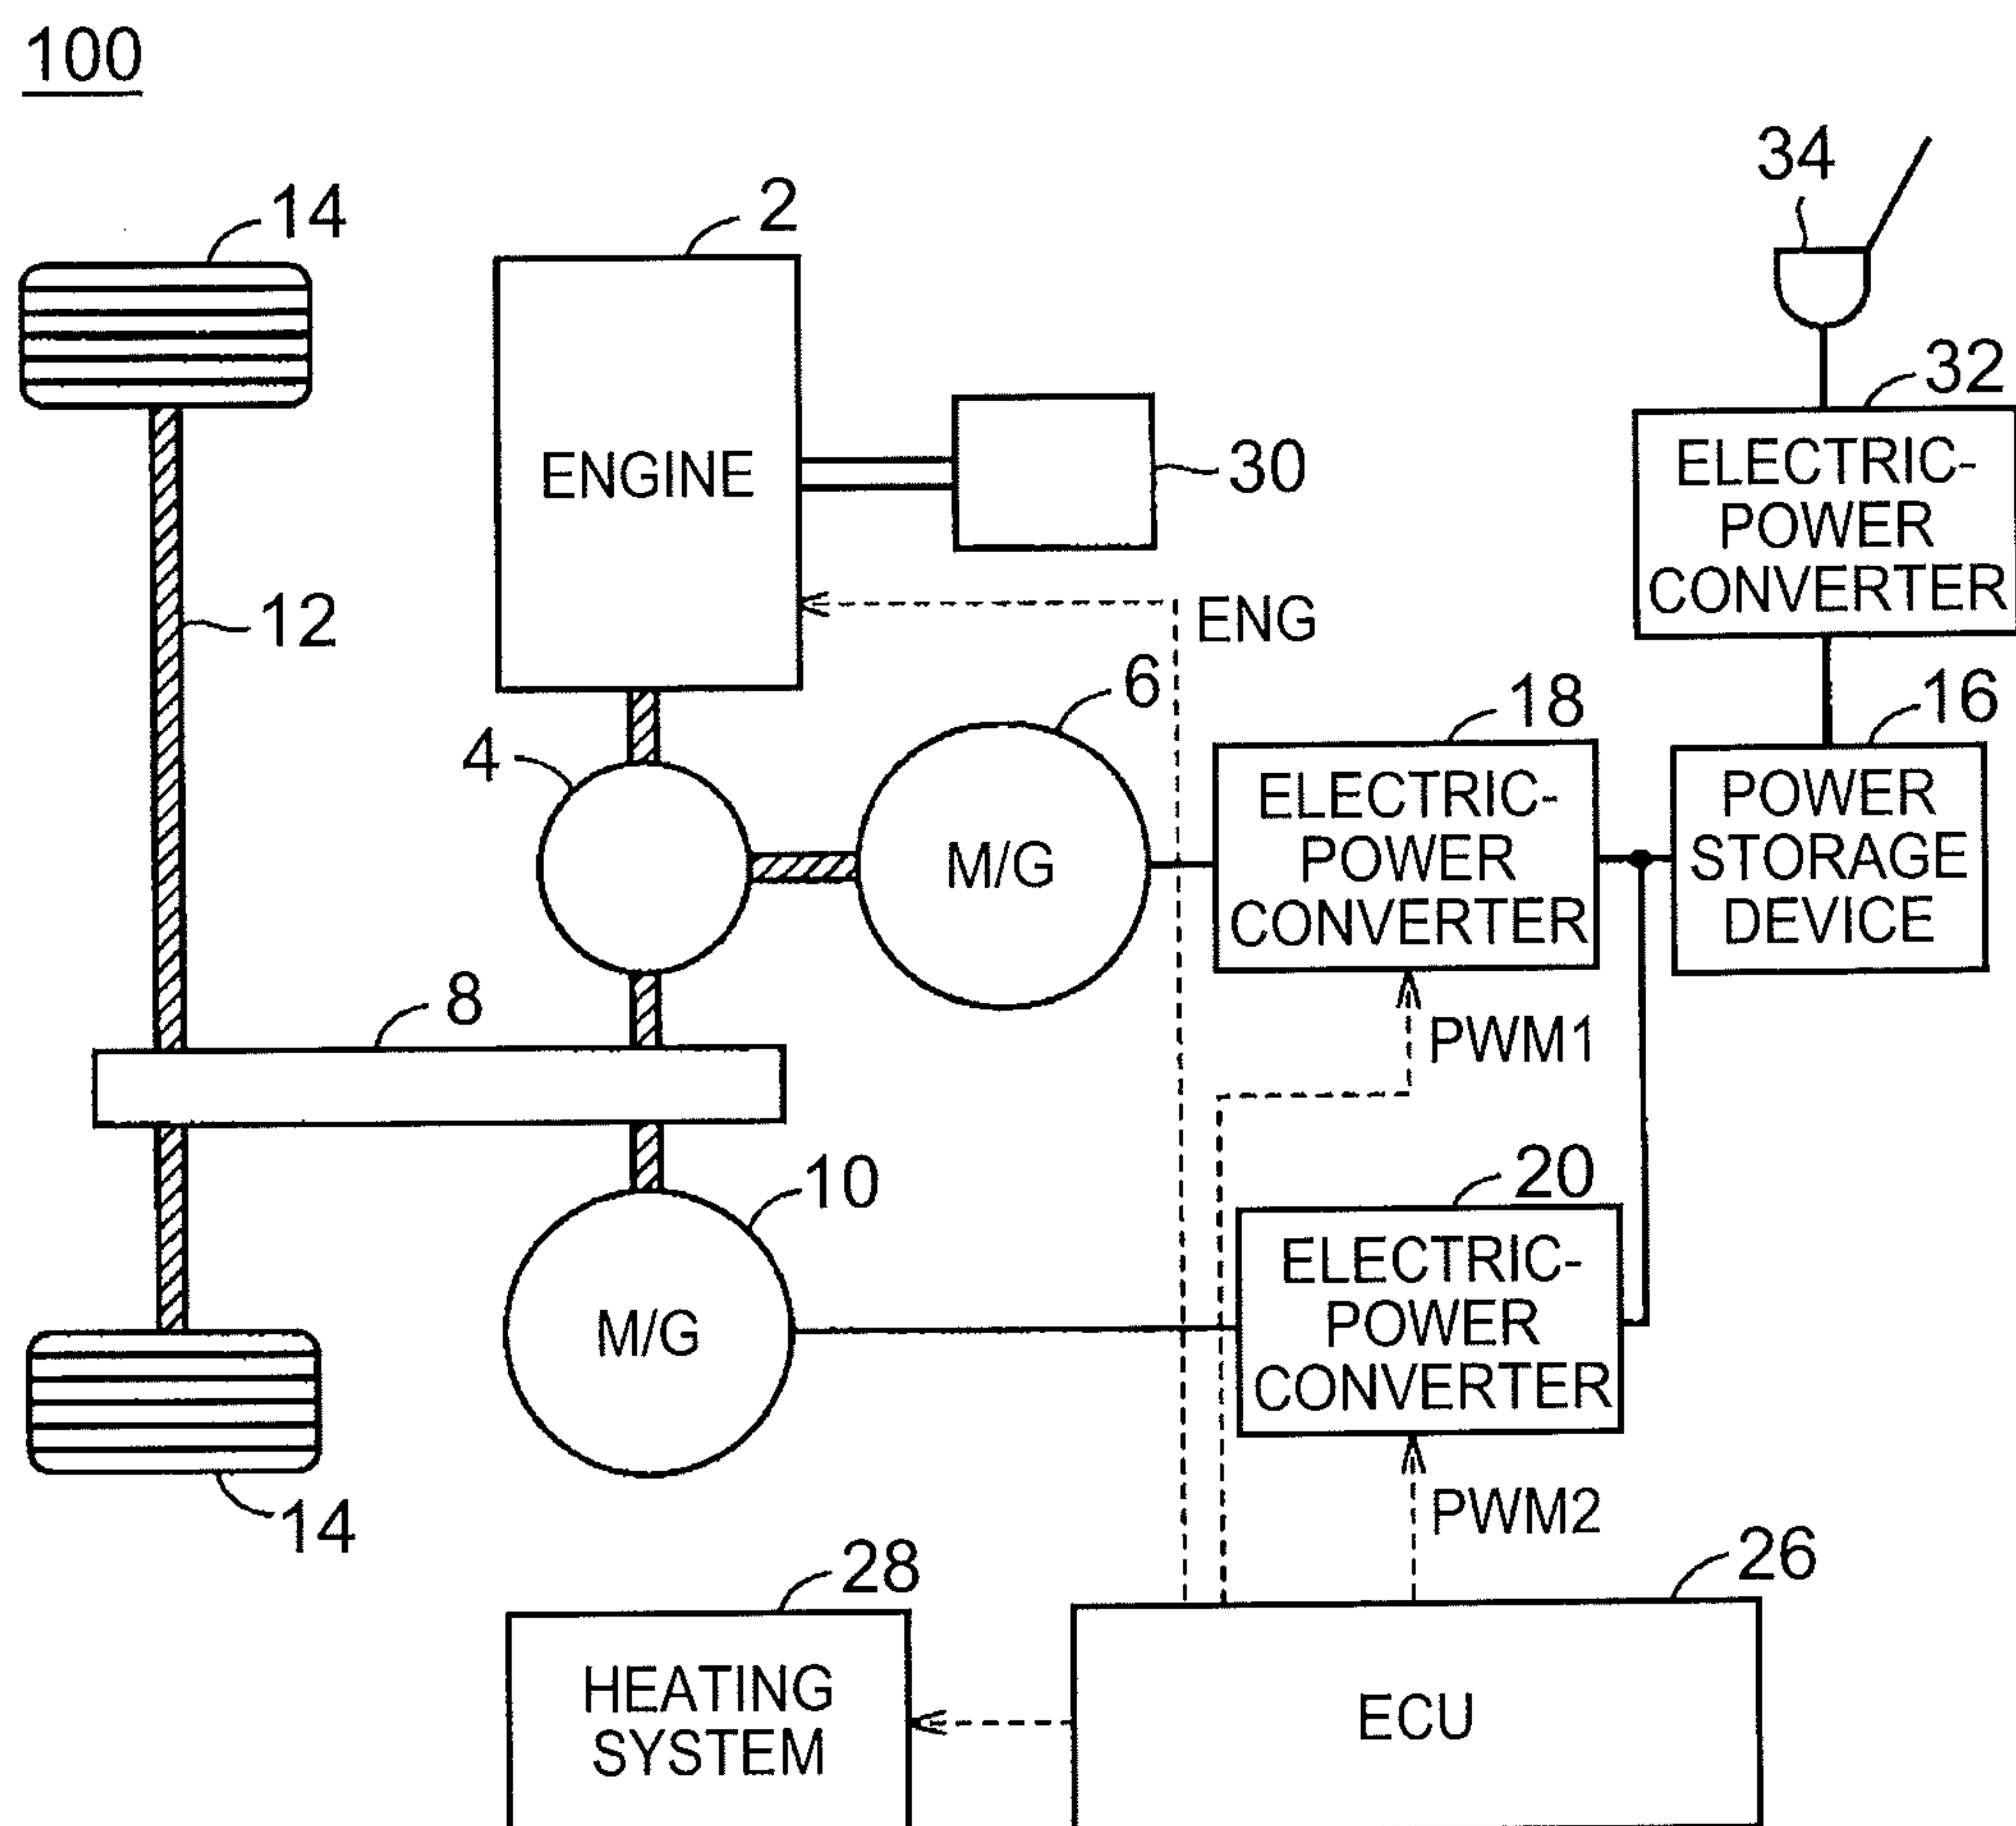 100
34
14
2
32
ELECTRIC-
POWER
CONVERTER
ENGINE
30
12
ENG
6
18
16
4
ELECTRIC-
POWER
CONVERTER
POWER
STORAGE
DEVICE
M/G
8
PWM1
10
20
ELECTRIC-
POWER
CONVERTER
M/G
14
PWM2
28
26
HEATING
SYSTEM
ECU